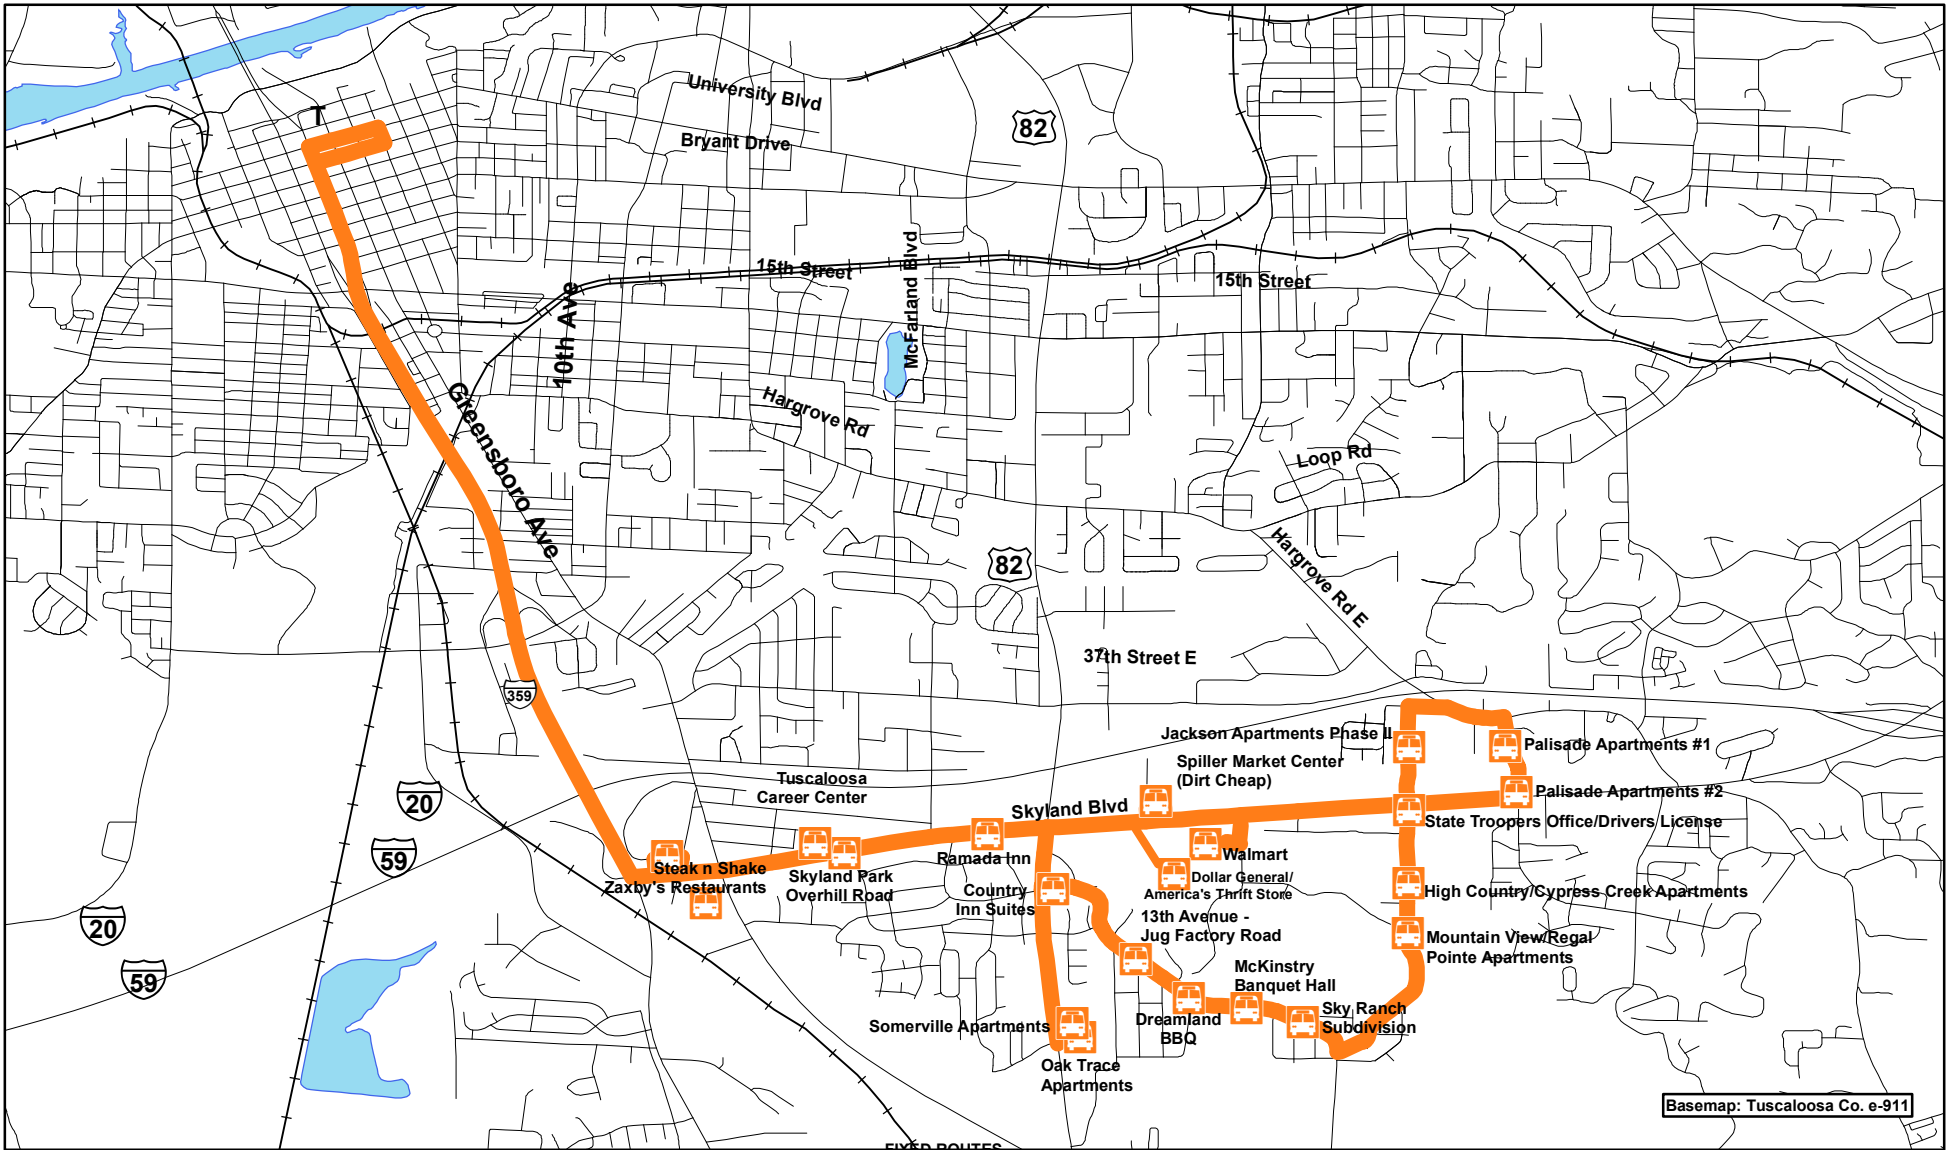 University Blvd
T
82
Bryant Drive
McFarland Blvd
15th Street
15th Street
10th Ave
Greensboro Ave
Hargrove Rd
Loop Rd
Hargrove Rd E
82
37th Street E
359
Jackson Apartments Phase II
Palisade Apartments #1
Spiller Market Center
(Dirt Cheap)
Tuscaloosa
Career Center
20
Skyland Blvd
Palisade Apartments #2
State Troopers Office/Drivers License
59
Ramada Inn
Walmart
Steak n Shake
Zaxby's Restaurants
Skyland Park
Overhill Road
Dollar General/
America's Thrift Store
Country
Inn Suites
High Country/Cypress Creek Apartments
20
13th Avenue -
Jug Factory Road
Mountain View/Regal
Pointe Apartments
59
McKinstry
Banquet Hall
Sky Ranch
Subdivision
Somerville Apartments
Dreamland
BBQ
Oak Trace
Apartments
Basemap: Tuscaloosa Co. e-911
FIXED ROUTES